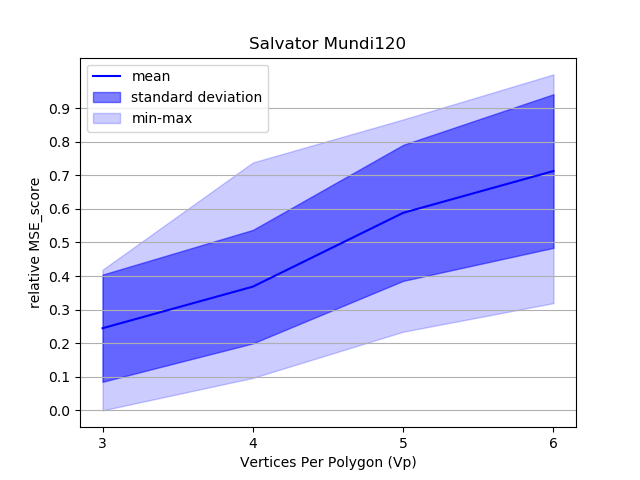 Salvator Mundi120
mean
standard deviation
min-max
relative MSE_score
0.9
0.8
0.7
0.6
0.5
0.4
0.3
0.2
0.1
0.0
3 4 5 6
Vertices Per Polygon (Vp)